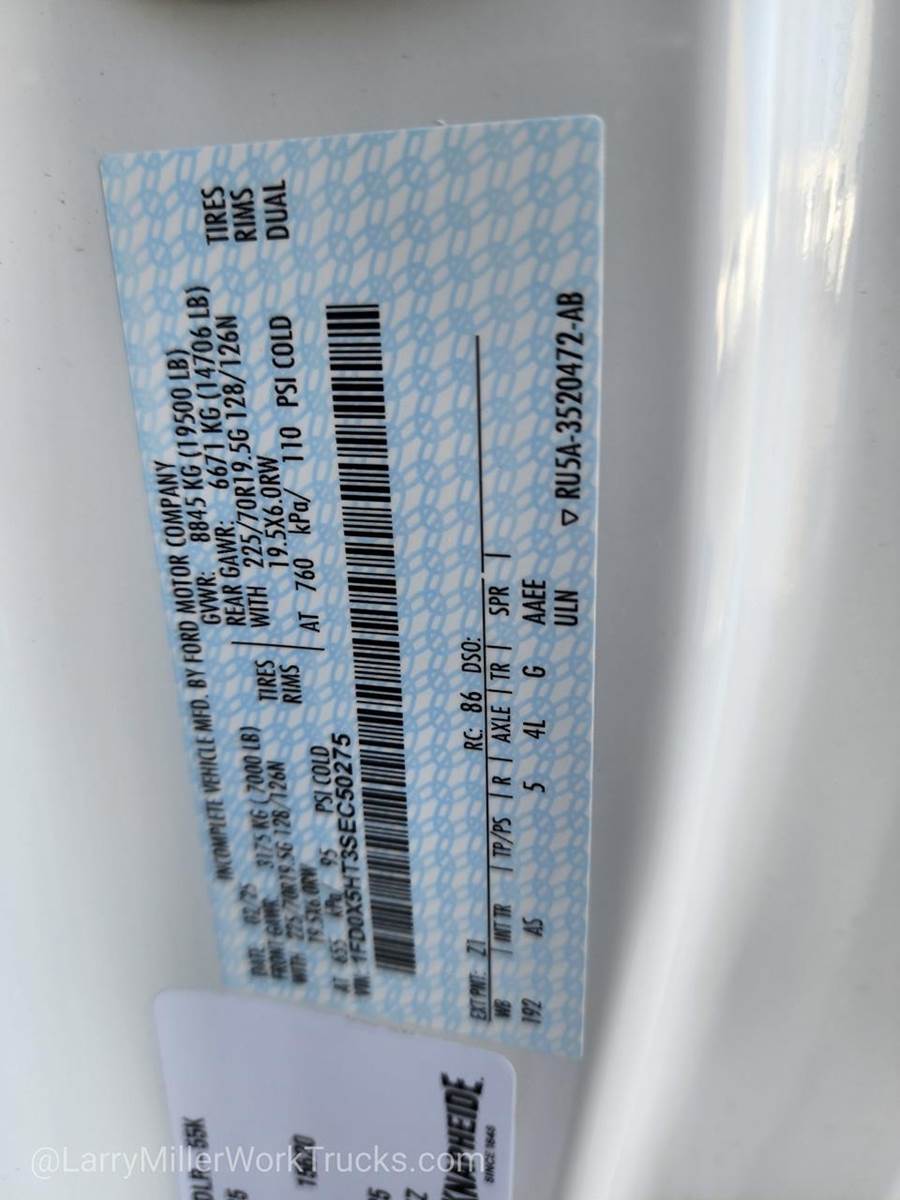 INCOMPLETE VEHICLE MFD. BY FORD MOTOR COMPANY
DATE: 02/25 GVWR: 8845 KG (19500 LB)
FRONT GAWR: 3175 KG ( 7000 LB) REAR GAWR: 6671 KG (14706 LB)
WITH 225/70R19.5G 128/126N TIRES WITH 225/70R19.5G 128/126N TIRES
19.5X6.0RW RIMS 19.5X6.0RW RIMS
AT 655 kPa/ 95 PSI COLD AT 760 kPa/ 110 PSI COLD DUAL
VIN: 1FD0X5HT3SEC50275
EXT PNT: Z1 RC: 86 DSO:
WB INT TR TP/PS R AXLE TR SPR
192 AS 5 4L G AAEE
ULN
▽ RU5A-3520472-AB
KNAPHEIDE
SINCE 1848
@LarryMillerWorkTrucks.com